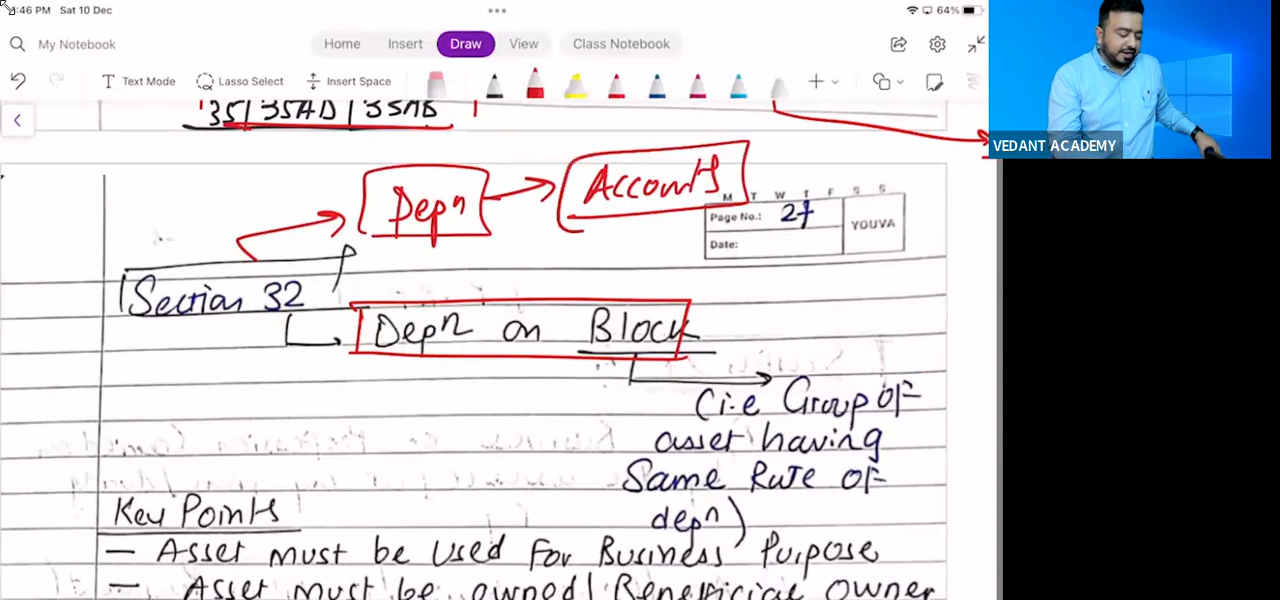 :46 PM Sat 10 Dec
64%
My Notebook
Home Insert Draw View Class Notebook
Text Mode Lasso Select Insert Space
35/35AD/35AB
VEDANT ACADEMY
Depⁿ
Accounts
M T W T F S S
Page No.: 27
YOUVA
Date:
Section 32
Depⁿ on Block
(i.e Group of
asset having
Same Rate of
depⁿ)
Key Points
— Asset must be used for Business Purpose
— Asset must be owned/Beneficial owner